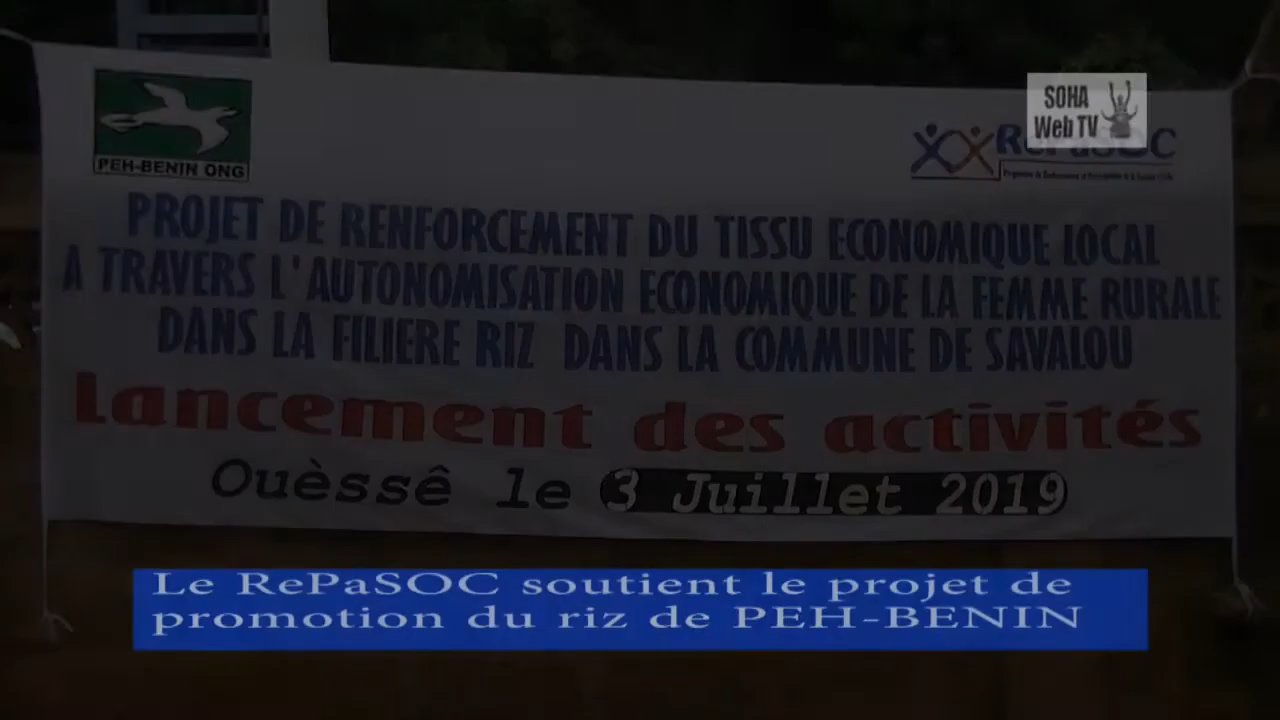 SOHA
Web TV
PEH-BENIN ONG
RePaSOC
PROJET DE RENFORCEMENT DU TISSU ECONOMIQUE LOCAL
A TRAVERS L'AUTONOMISATION ECONOMIQUE DE LA FEMME RURALE
DANS LA FILIERE RIZ DANS LA COMMUNE DE SAVALOU
Lancement des activités
Ouèssê le 3 Juillet 2019
Le RePaSOC soutient le projet de
promotion du riz de PEH-BENIN